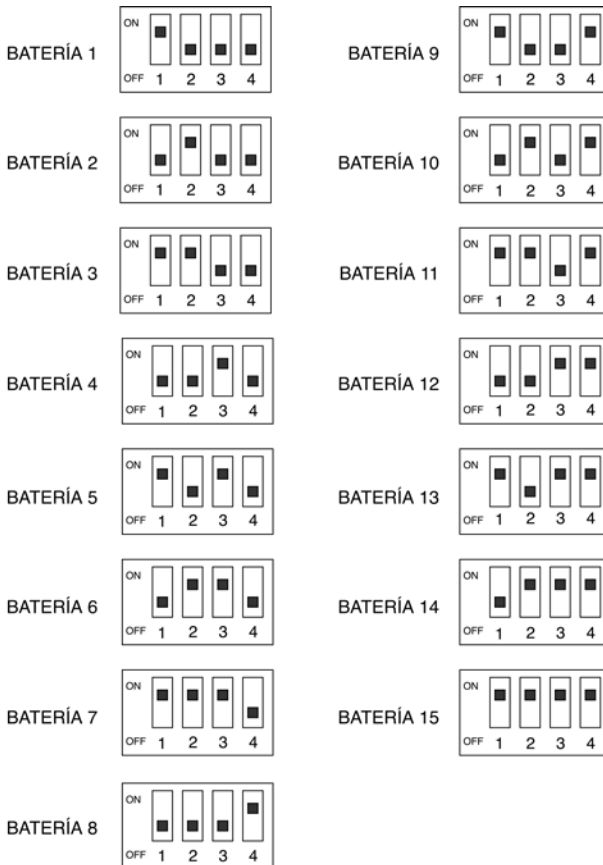 BATERÍA 1
ON
OFF 1 2 3 4
BATERÍA 2
ON
OFF 1 2 3 4
BATERÍA 3
ON
OFF 1 2 3 4
BATERÍA 4
ON
OFF 1 2 3 4
BATERÍA 5
ON
OFF 1 2 3 4
BATERÍA 6
ON
OFF 1 2 3 4
BATERÍA 7
ON
OFF 1 2 3 4
BATERÍA 8
ON
OFF 1 2 3 4
BATERÍA 9
ON
OFF 1 2 3 4
BATERÍA 10
ON
OFF 1 2 3 4
BATERÍA 11
ON
OFF 1 2 3 4
BATERÍA 12
ON
OFF 1 2 3 4
BATERÍA 13
ON
OFF 1 2 3 4
BATERÍA 14
ON
OFF 1 2 3 4
BATERÍA 15
ON
OFF 1 2 3 4